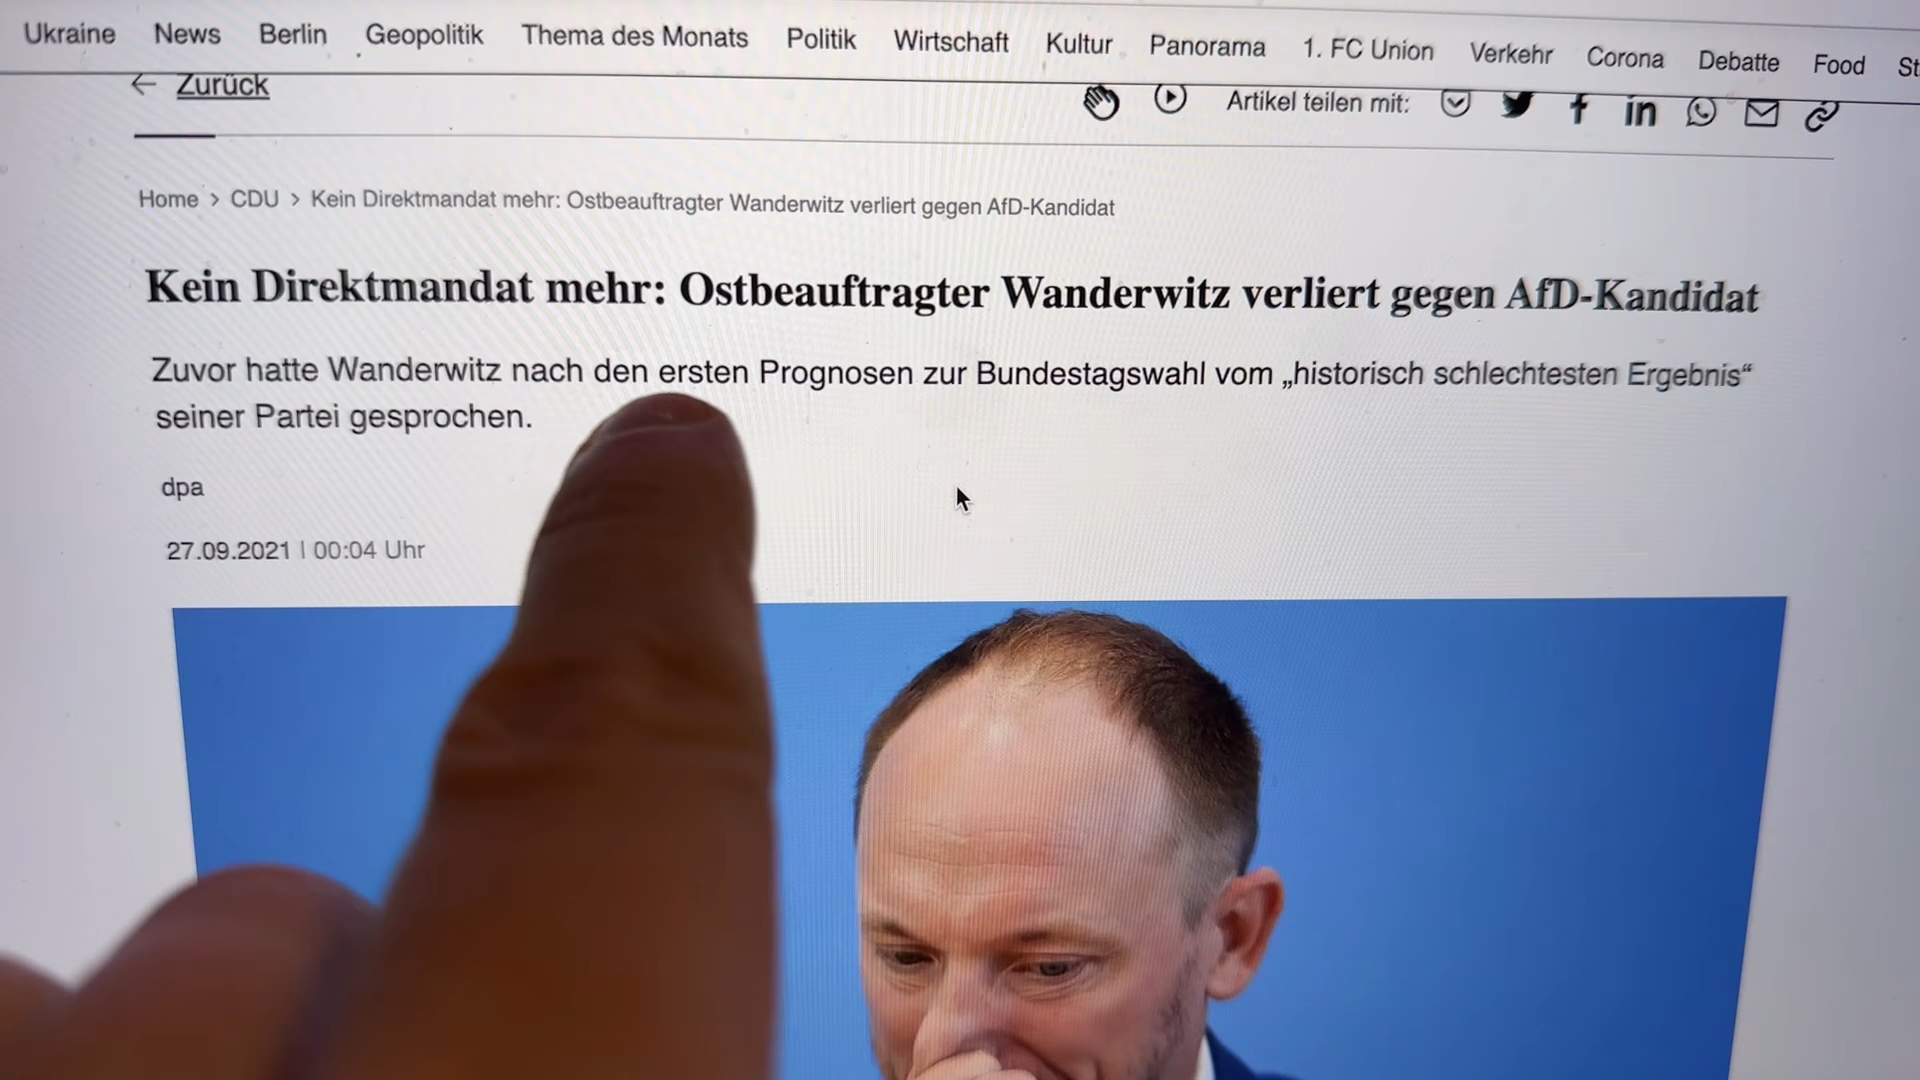 Ukraine News Berlin Geopolitik Thema des Monats Politik Wirtschaft Kultur Panorama 1. FC Union Verkehr Corona Debatte Food
← Zurück
Artikel teilen mit:
Home > CDU > Kein Direktmandat mehr: Ostbeauftragter Wanderwitz verliert gegen AfD-Kandidat
Kein Direktmandat mehr: Ostbeauftragter Wanderwitz verliert gegen AfD-Kandidat
Zuvor hatte Wanderwitz nach den ersten Prognosen zur Bundestagswahl vom „historisch schlechtesten Ergebnis“
seiner Partei gesprochen.
dpa
27.09.2021 | 00:04 Uhr